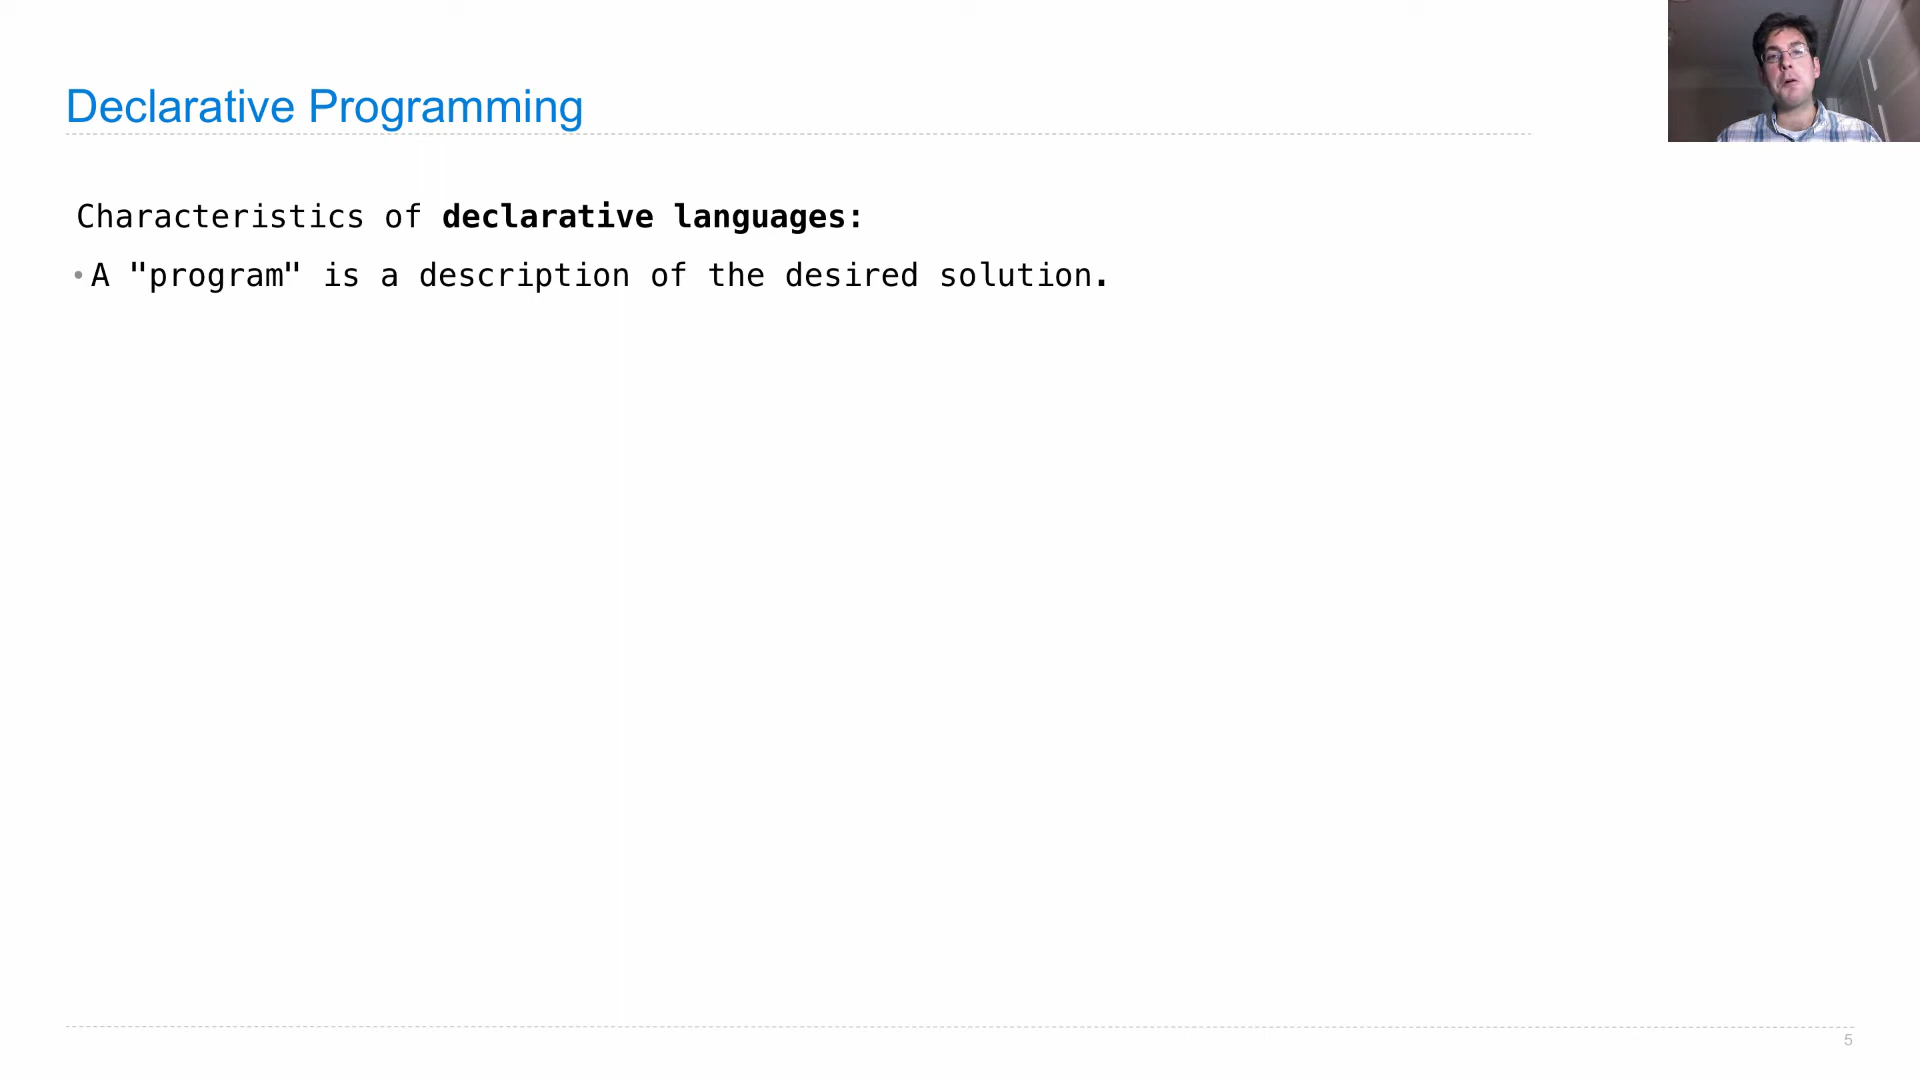 Declarative Programming
Characteristics of declarative languages:
• A "program" is a description of the desired solution.
5